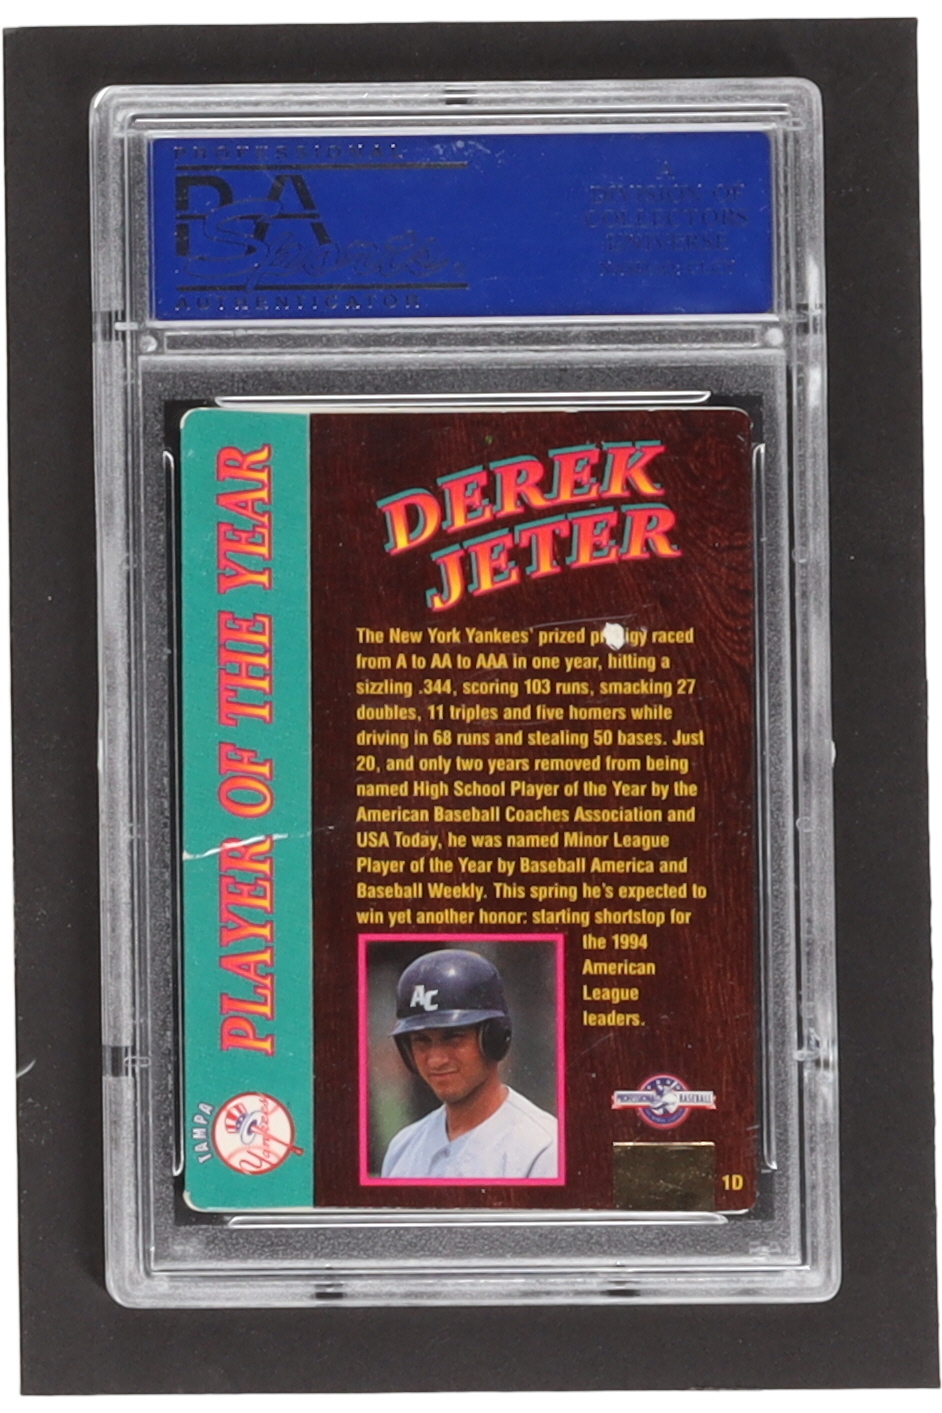 PROFESSIONAL
PSA
Sports
AUTHENTICATOR
A
DIVISION OF
COLLECTORS
UNIVERSE
PLAYER OF THE YEAR
TAMPA
Yankees
DEREK
JETER
The New York Yankees' prized raced
from A to AA to AAA in one year, hitting a
sizzling .344, scoring 103 runs, smacking 27
doubles, 11 triples and five homers while
driving in 68 runs and stealing 50 bases. Just
20, and only two years removed from being
named High School Player of the Year by the
American Baseball Coaches Association and
USA Today, he was named Minor League
Player of the Year by Baseball America and
Baseball Weekly. This spring he's expected to
win yet another honor: starting shortstop for
the 1994
American
League
leaders.
AC
PROFESSIONAL BASEBALL
1D